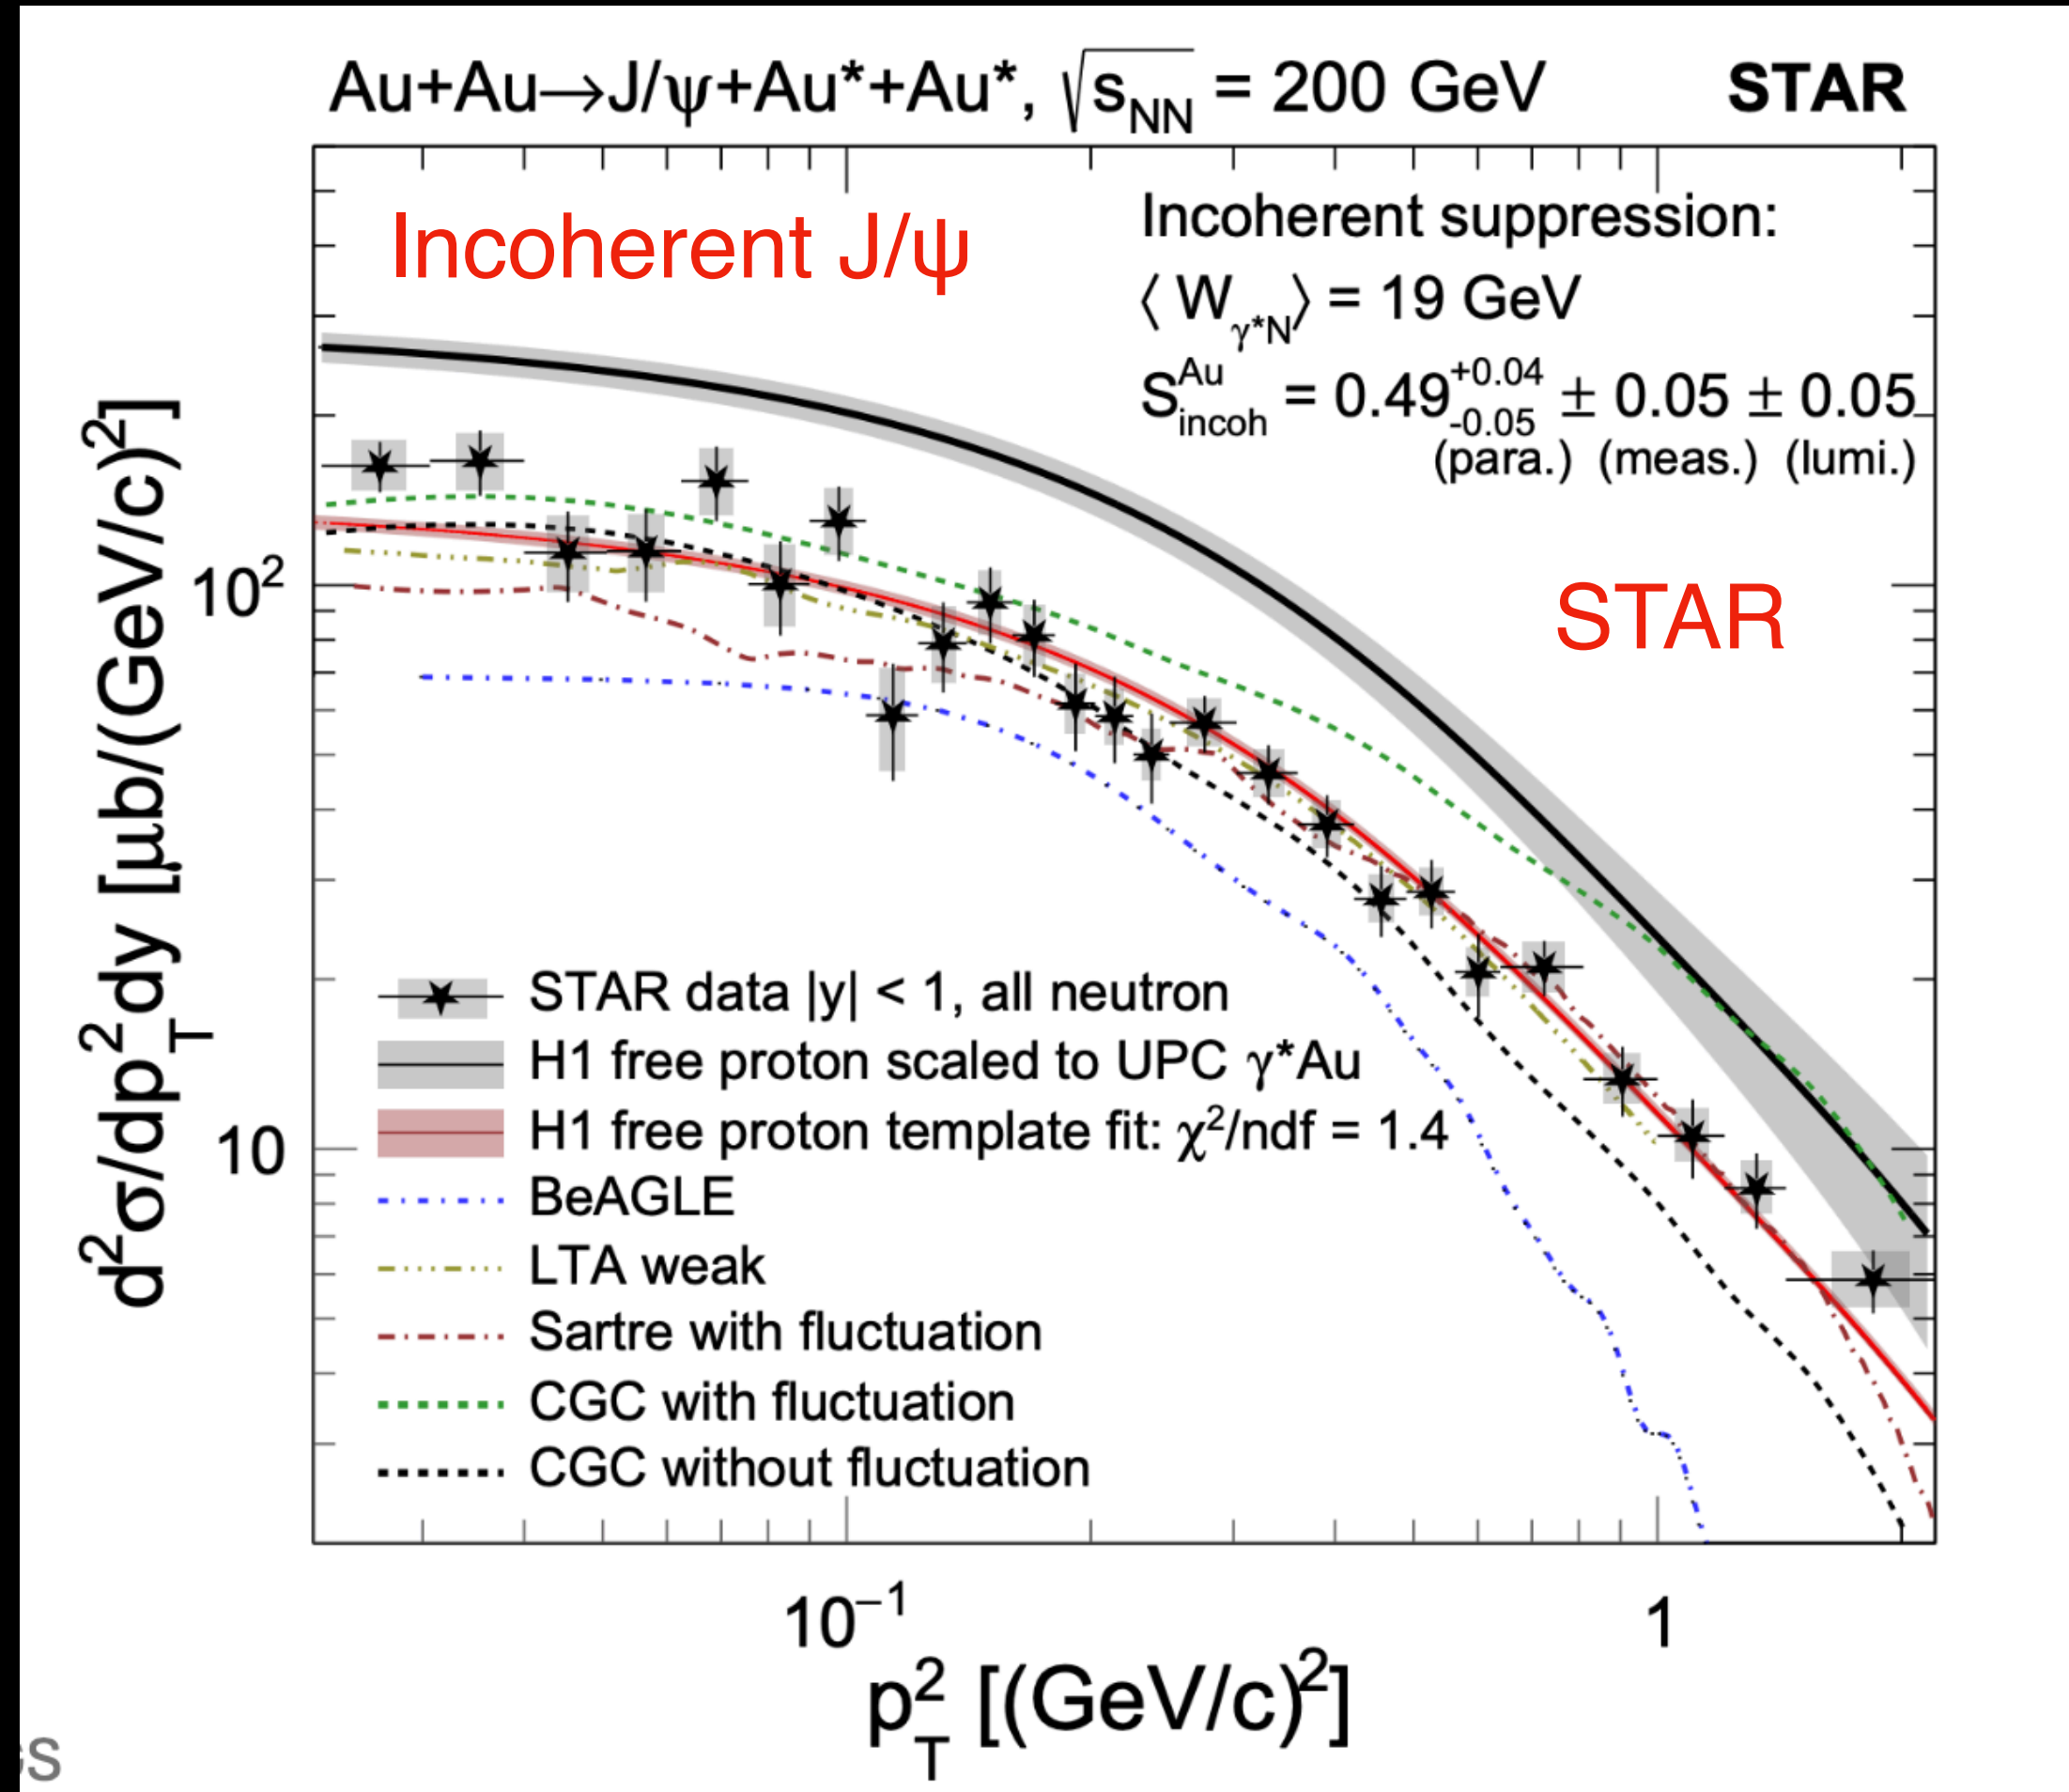 Au+Au→J/ψ+Au*+Au*, √s_NN = 200 GeV STAR
Incoherent J/ψ
Incoherent suppression:
⟨W_γ*N⟩ = 19 GeV
S^Au_incoh = 0.49^+0.04_-0.05 ± 0.05 ± 0.05
(para.) (meas.) (lumi.)
STAR
d²σ/dp²_T dy [μb/(GeV/c)²]
10²
10
STAR data |y| < 1, all neutron
H1 free proton scaled to UPC γ*Au
H1 free proton template fit: χ²/ndf = 1.4
BeAGLE
LTA weak
Sartre with fluctuation
CGC with fluctuation
CGC without fluctuation
10⁻¹ 1
p²_T [(GeV/c)²]